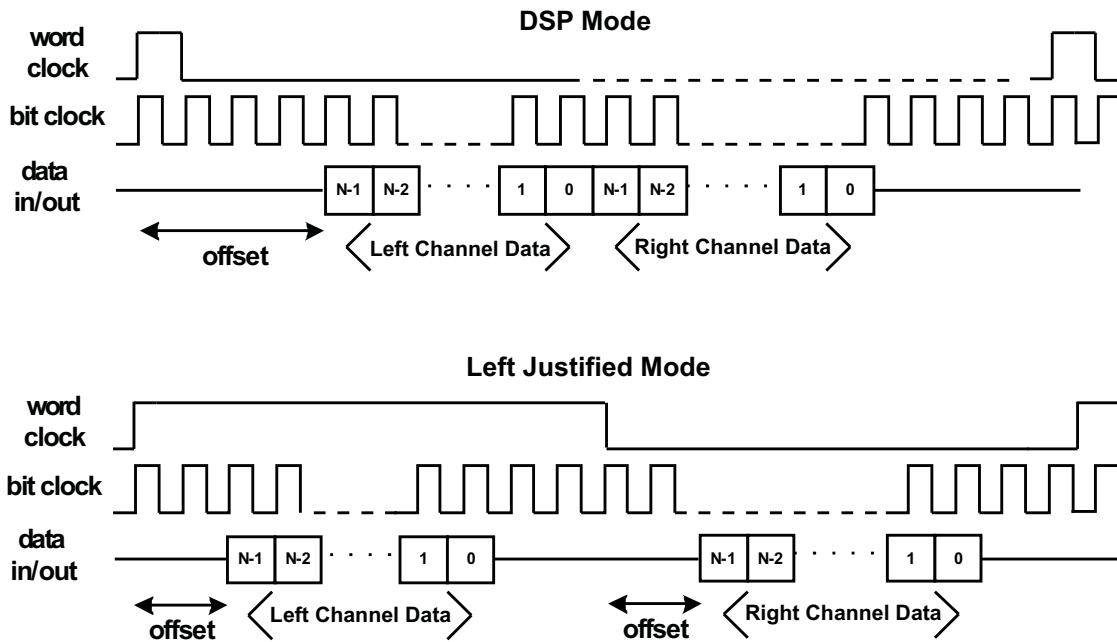 DSP Mode
word
clock
bit clock
data
in/out
N-1 N-2 1 0 N-1 N-2 1 0
offset
Left Channel Data
Right Channel Data
Left Justified Mode
word
clock
bit clock
data
in/out
N-1 N-2 1 0 N-1 N-2 1 0
offset
Left Channel Data
offset
Right Channel Data